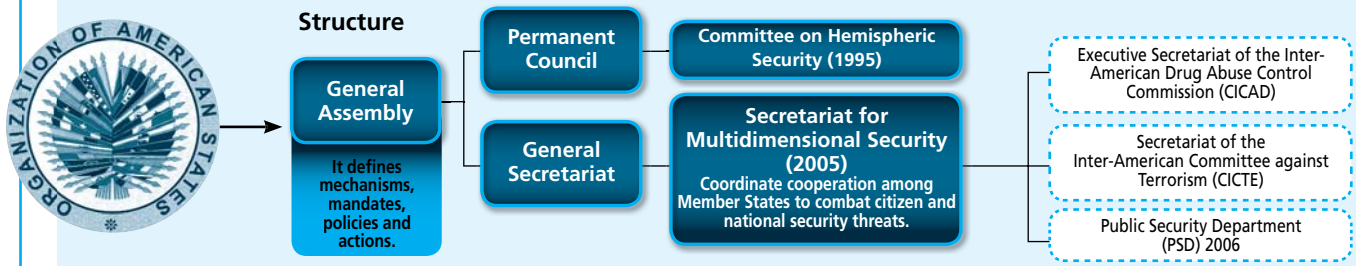 ORGANIZATION OF AMERICAN STATES
Structure
General
Assembly
It defines
mechanisms,
mandates,
policies and
actions.
Permanent
Council
Committee on Hemispheric
Security (1995)
General
Secretariat
Secretariat for
Multidimensional Security
(2005)
Coordinate cooperation among
Member States to combat citizen and
national security threats.
Executive Secretariat of the Inter-
American Drug Abuse Control
Commission (CICAD)
Secretariat of the
Inter-American Committee against
Terrorism (CICTE)
Public Security Department
(PSD) 2006